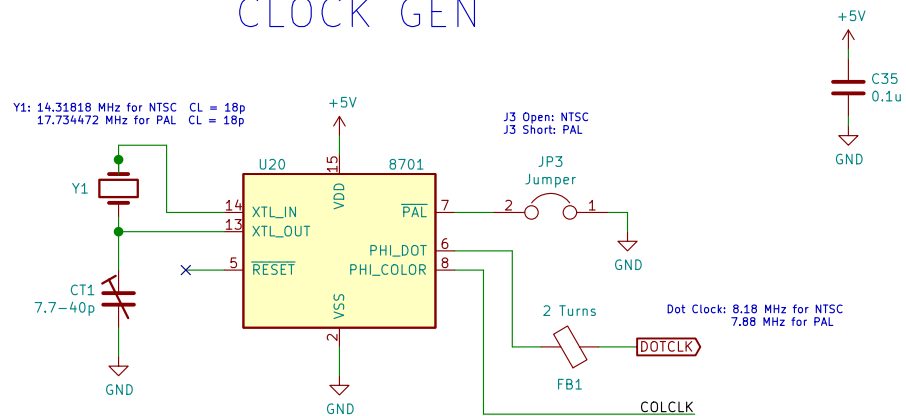 CLOCK GEN
+5V
C35
0.1u
GND
Y1: 14.31818 MHz for NTSC  CL = 18p
17.734472 MHz for PAL  CL = 18p
+5V
J3 Open: NTSC
J3 Short: PAL
U20
8701
JP3
Jumper
Y1
15
VDD
14
XTL_IN
13
XTL_OUT
5
RESET
PAL
7
2
1
GND
PHI_DOT
6
PHI_COLOR
8
VSS
2
GND
CT1
7.7-40p
GND
2 Turns
FB1
Dot Clock: 8.18 MHz for NTSC
7.88 MHz for PAL
DOTCLK
COLCLK